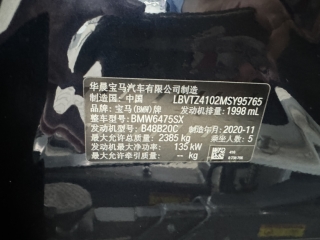 华晨宝马汽车有限公司制造
制造国：中国 LBVTZ4102MSY95765
品牌：宝马(BMW)牌 发动机排量：1998 mL
整车型号：BMW6475SX
发动机型号：B48B20C 制造年月：2020-11
最大允许总质量：2385 kg 乘坐人数：5
发动机最大净功率：135 kW
最大允许牵引质量： kg